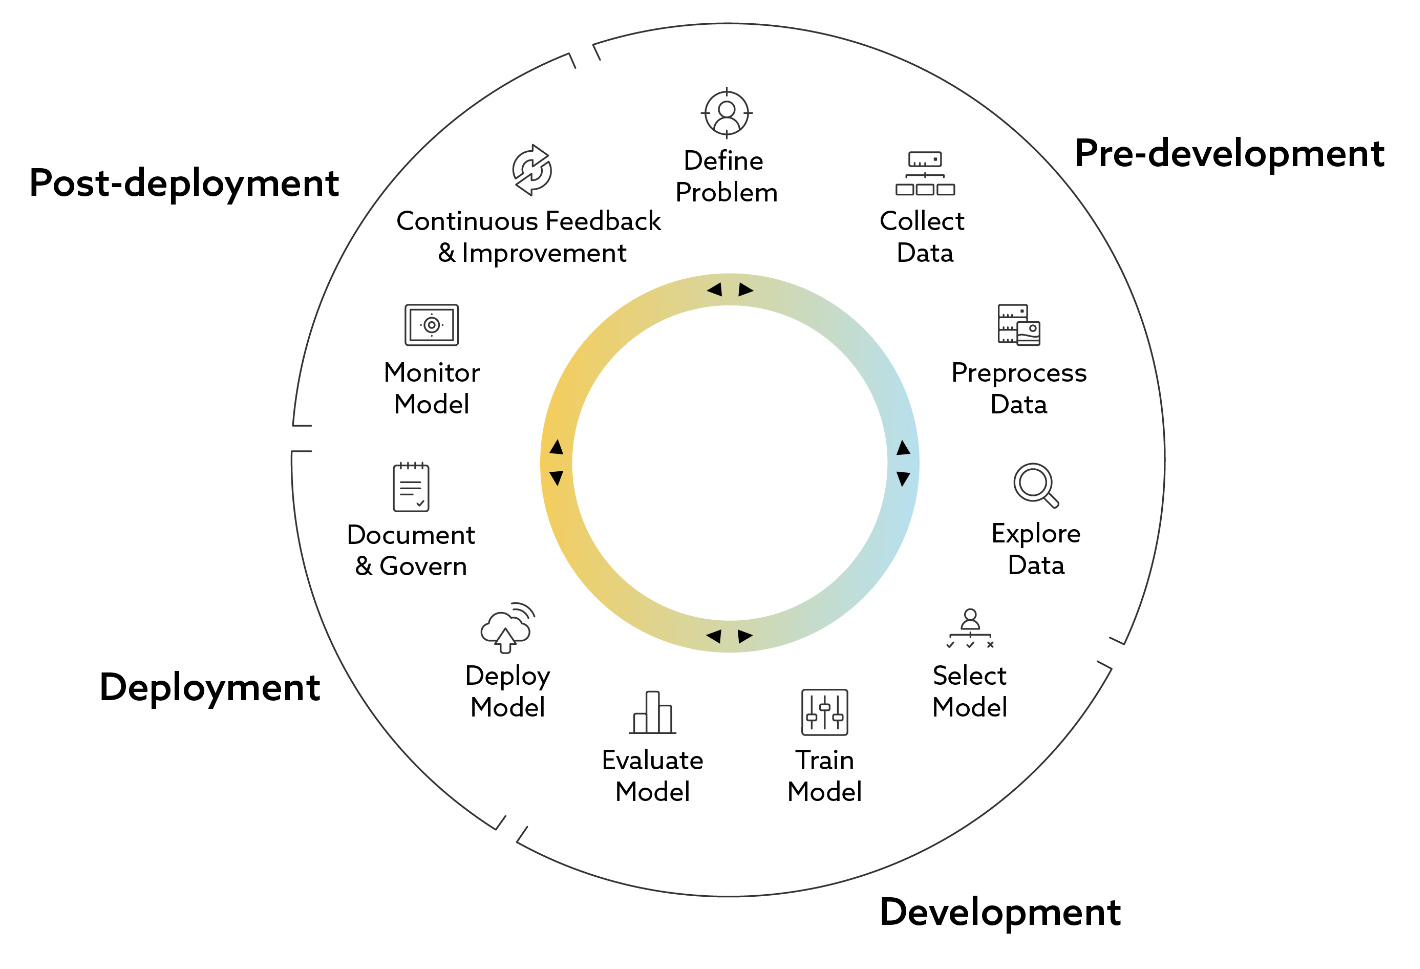 Pre-development
Define
Problem
Collect
Data
Preprocess
Data
Explore
Data
Development
Select
Model
Train
Model
Evaluate
Model
Deployment
Deploy
Model
Document
& Govern
Post-deployment
Monitor
Model
Continuous Feedback
& Improvement